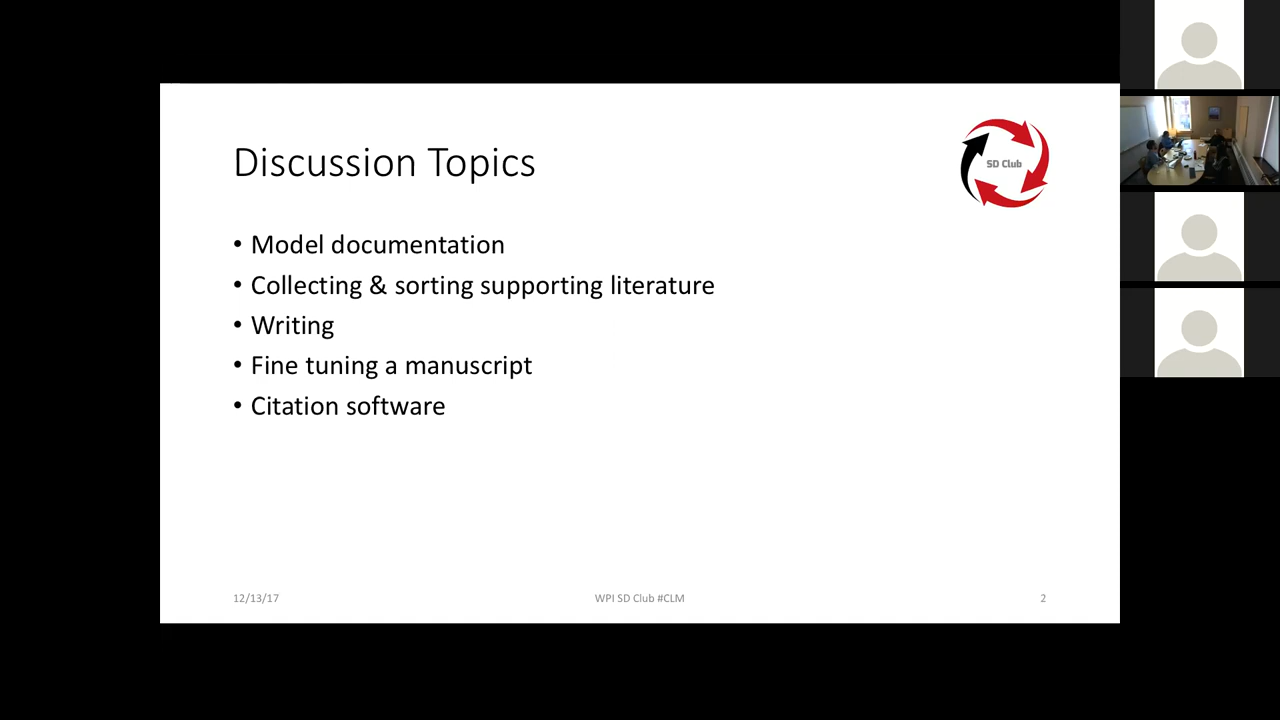 Discussion Topics
SD Club
• Model documentation
• Collecting & sorting supporting literature
• Writing
• Fine tuning a manuscript
• Citation software
12/13/17
WPI SD Club #CLM
2